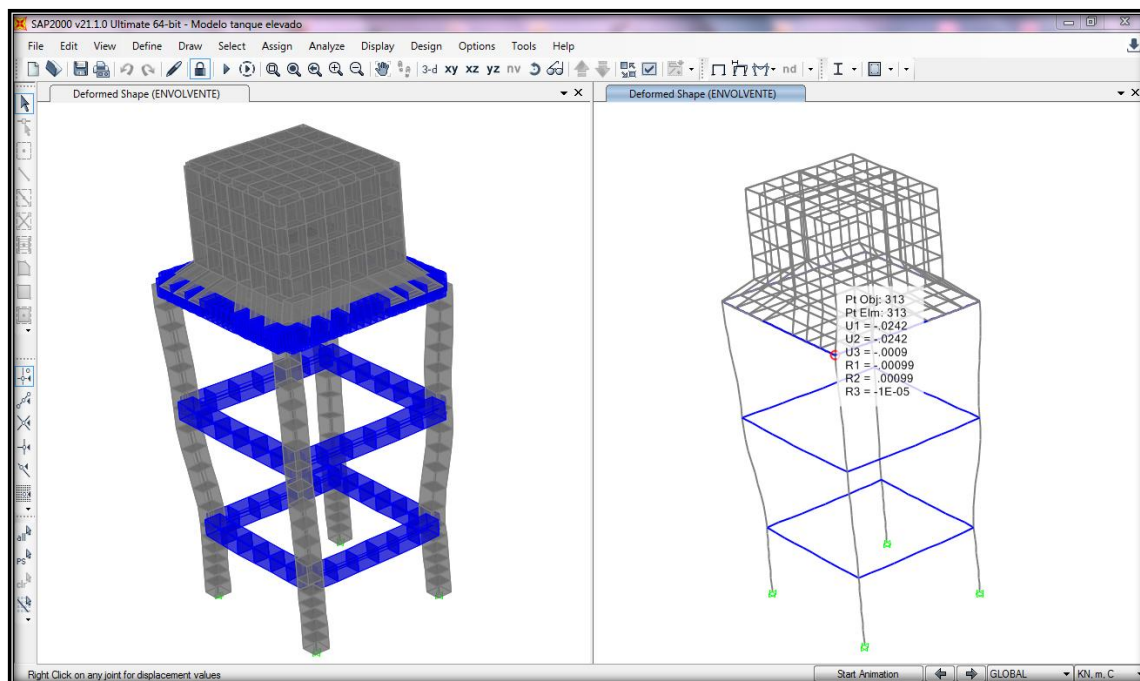 SAP2000 v21.1.0 Ultimate 64-bit - Modelo tanque elevado
File Edit View Define Draw Select Assign Analyze Display Design Options Tools Help
3-d xy xz yz nv nd
Deformed Shape (ENVOLVENTE)
Deformed Shape (ENVOLVENTE)
Pt Obj: 313
Pt Elm: 313
U1 = -.0242
U2 = -.0242
U3 = -.0009
R1 = -.00099
R2 = .00099
R3 = -1E-05
all
PS
clr
Right Click on any joint for displacement values
Start Animation
GLOBAL
KN, m, C